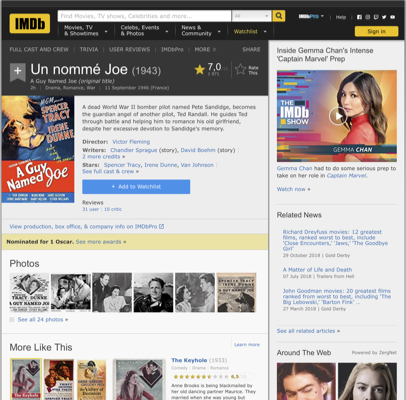 IMDb
Find Movies, TV shows, Celebrities and more...
All
IMDbPro
Help
Movies, TV
& Showtimes
Celebs, Events
& Photos
News &
Community
Watchlist
Sign in
FULL CAST AND CREW | TRIVIA | USER REVIEWS | IMDbPro | MORE
SHARE
Un nommé Joe (1943)
A Guy Named Joe (original title)
2h | Drama, Romance, War | 11 September 1946 (France)
7,0
Rate
This
SPENCER
TRACY
IRENE
DUNNE
A Guy
Named Joe
A dead World War II bomber pilot named Pete Sandidge, becomes
the guardian angel of another pilot, Ted Randall. He guides Ted
through battle and helping him to romance his old girlfriend,
despite her excessive devotion to Sandidge's memory.
Director: Victor Fleming
Writers: Chandler Sprague (story), David Boehm (story) |
2 more credits »
Stars: Spencer Tracy, Irene Dunne, Van Johnson |
See full cast & crew »
+ Add to Watchlist
Reviews
31 user | 10 critic
View production, box office, & company info on IMDbPro
Nominated for 1 Oscar. See more awards »
Photos
See all 24 photos »
More Like This
Learn more
The Keyhole (1933)
Comedy | Drama | Romance
6,5
Anne Brooks is being blackmailed by
her old dancing partner Maurice.
They married when she was young but
Inside Gemma Chan's Intense
'Captain Marvel' Prep
THE
IMDb
SHOW
GEMMA CHAN
Gemma Chan had to do some serious prep
to take on her role in Captain Marvel.
Watch now »
Related News
Richard Dreyfuss movies: 12 greatest
films, ranked worst to best, include
'Close Encounters,' 'Jaws,' 'The Goodbye
Girl'
29 October 2018 | Gold Derby
A Matter of Life and Death
07 July 2018 | Trailers from Hell
John Goodman movies: 20 greatest films
ranked from worst to best, including 'The
Big Lebowski,' 'Barton Fink'
27 March 2018 | Gold Derby
See all related articles »
Around The Web
Powered by ZergNet